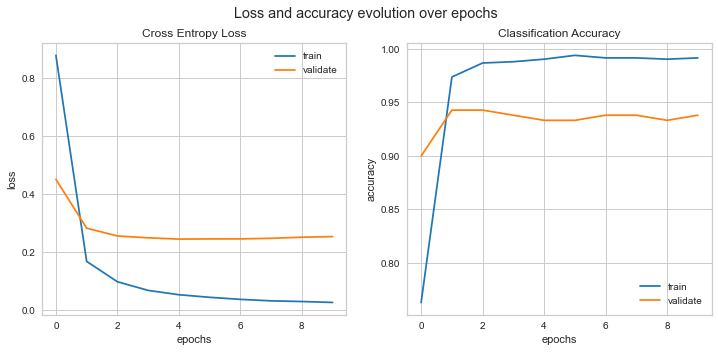 Loss and accuracy evolution over epochs
Cross Entropy Loss
train
validate
0.8
0.6
0.4
0.2
0.0
loss
0
2
4
6
8
epochs
Classification Accuracy
1.00
0.95
0.90
0.85
0.80
accuracy
train
validate
0
2
4
6
8
epochs